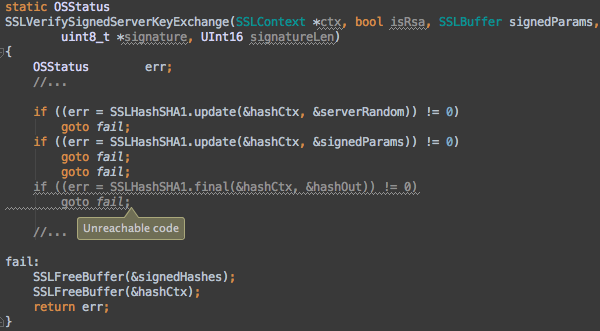 static OSStatus
SSLVerifySignedServerKeyExchange(SSLContext *ctx, bool isRsa, SSLBuffer signedParams,
        uint8_t *signature, UInt16 signatureLen)
{
    OSStatus        err;
    //...

    if ((err = SSLHashSHA1.update(&hashCtx, &serverRandom)) != 0)
        goto fail;
    if ((err = SSLHashSHA1.update(&hashCtx, &signedParams)) != 0)
        goto fail;
        goto fail;
    if ((err = SSLHashSHA1.final(&hashCtx, &hashOut)) != 0)
        goto fail;
Unreachable code
    //...

fail:
    SSLFreeBuffer(&signedHashes);
    SSLFreeBuffer(&hashCtx);
    return err;
}